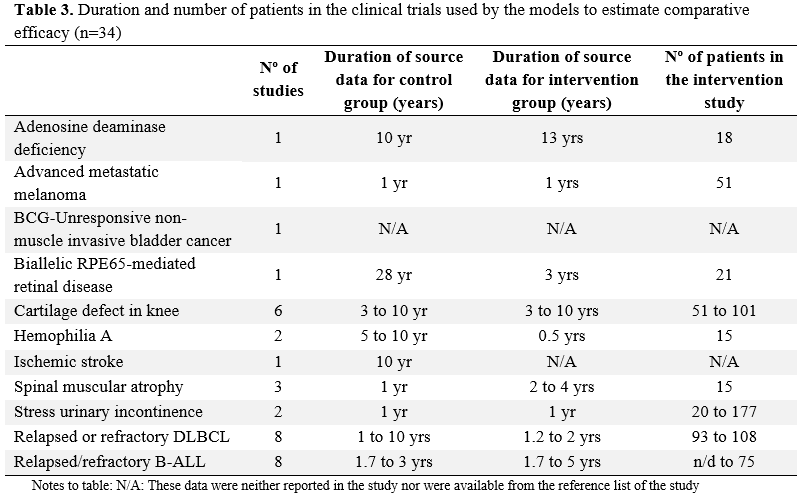 Table 3. Duration and number of patients in the clinical trials used by the models to estimate comparative
efficacy (n=34)
Nº of studies Duration of source data for control group (years) Duration of source data for intervention group (years) Nº of patients in the intervention study
Adenosine deaminase deficiency 1 10 yr 13 yrs 18
Advanced metastatic melanoma 1 1 yr 1 yrs 51
BCG-Unresponsive non-muscle invasive bladder cancer 1 N/A N/A N/A
Biallelic RPE65-mediated retinal disease 1 28 yr 3 yrs 21
Cartilage defect in knee 6 3 to 10 yr 3 to 10 yrs 51 to 101
Hemophilia A 2 5 to 10 yr 0.5 yrs 15
Ischemic stroke 1 10 yr N/A N/A
Spinal muscular atrophy 3 1 yr 2 to 4 yrs 15
Stress urinary incontinence 2 1 yr 1 yr 20 to 177
Relapsed or refractory DLBCL 8 1 to 10 yrs 1.2 to 2 yrs 93 to 108
Relapsed/refractory B-ALL 8 1.7 to 3 yrs 1.7 to 5 yrs n/d to 75
Notes to table: N/A: These data were neither reported in the study nor were available from the reference list of the study